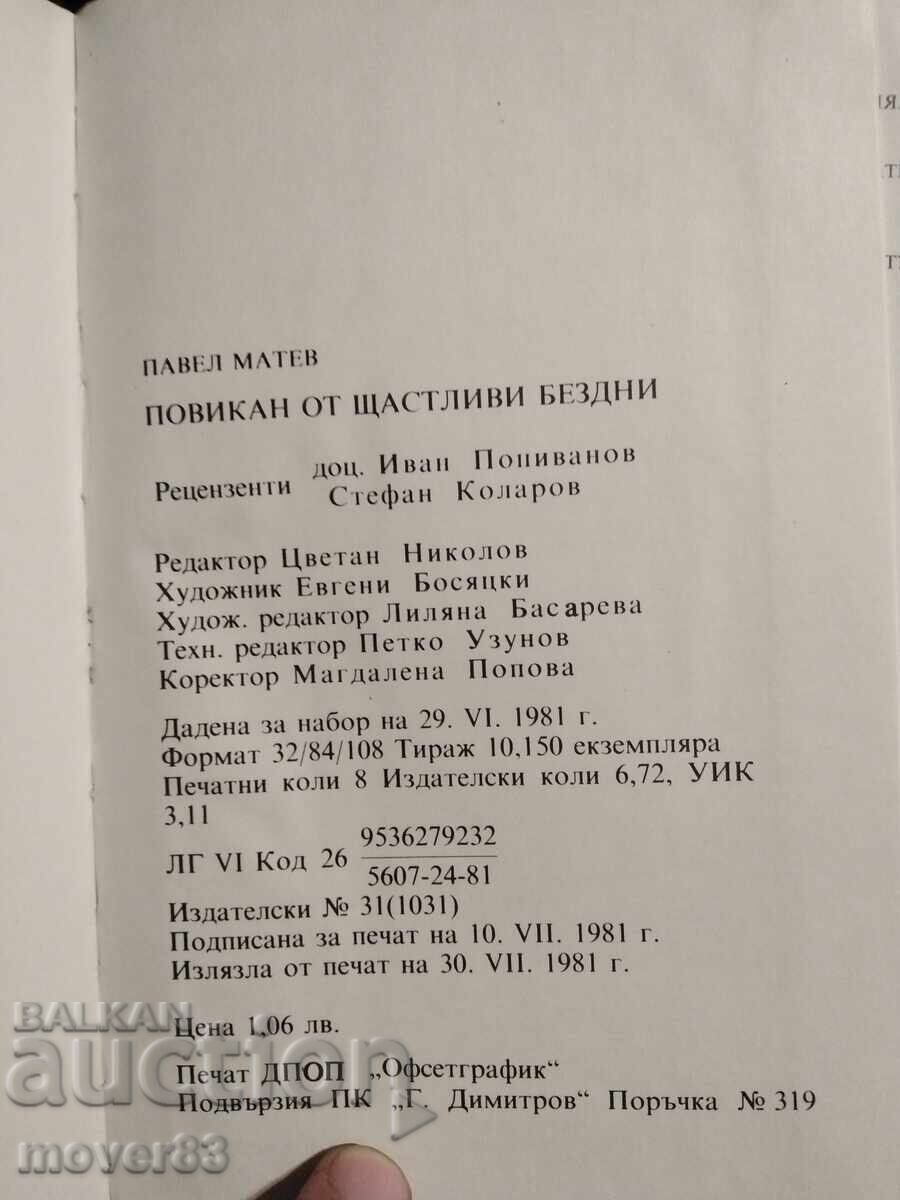 ПАВЕЛ МАТЕВ
ПОВИКАН ОТ ЩАСТЛИВИ БЕЗДНИ
Рецензенти доц. Иван Попиванов
Стефан Коларов
Редактор Цветан Николов
Художник Евгени Босяцки
Худож. редактор Лиляна Басарева
Техн. редактор Петко Узунов
Коректор Магдалена Попова
Дадена за набор на 29. VI. 1981 г.
Формат 32/84/108 Тираж 10,150 екземпляра
Печатни коли 8 Издателски коли 6,72, УИК
3,11
ЛГ VI Код 26 9536279232
5607-24-81
Издателски № 31(1031)
Подписана за печат на 10. VII. 1981 г.
Излязла от печат на 30. VII. 1981 г.
Цена 1,06 лв.
Печат ДПОП „Офсетграфик“
Подвързия ПК „Г. Димитров“ Поръчка № 319
BALKAN
auction
mover83